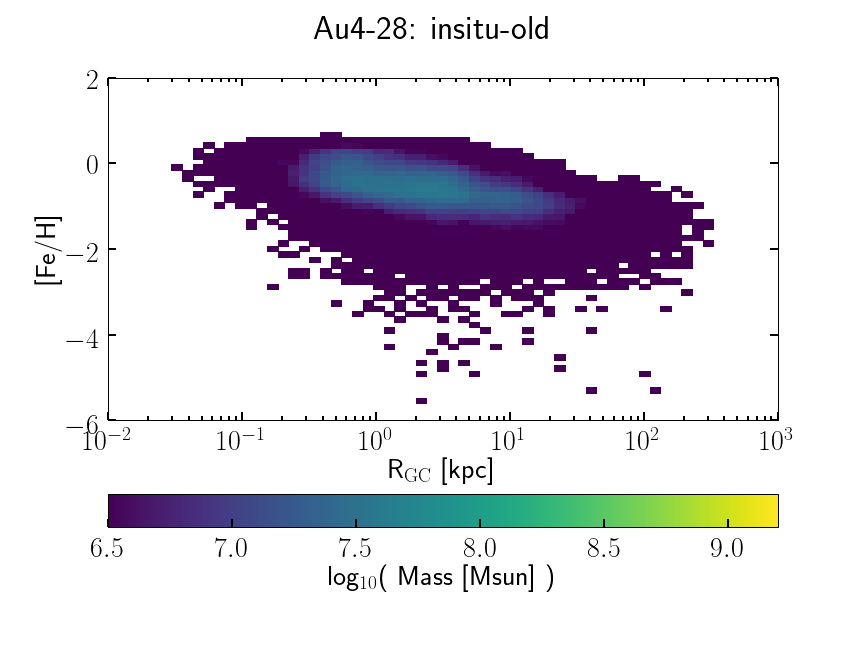 Au4-28: insitu-old
2
0
−2
−4
−6
[Fe/H]
10⁻² 10⁻¹ 10⁰ 10¹ 10² 10³
R_GC [kpc]
6.5 7.0 7.5 8.0 8.5 9.0
log₁₀( Mass [Msun] )